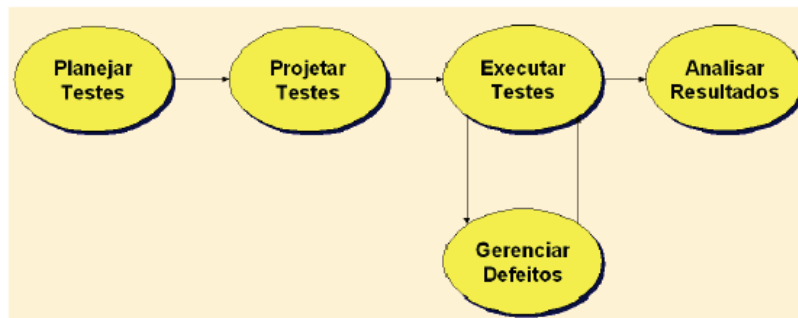 Planejar
Testes
Projetar
Testes
Executar
Testes
Analisar
Resultados
Gerenciar
Defeitos